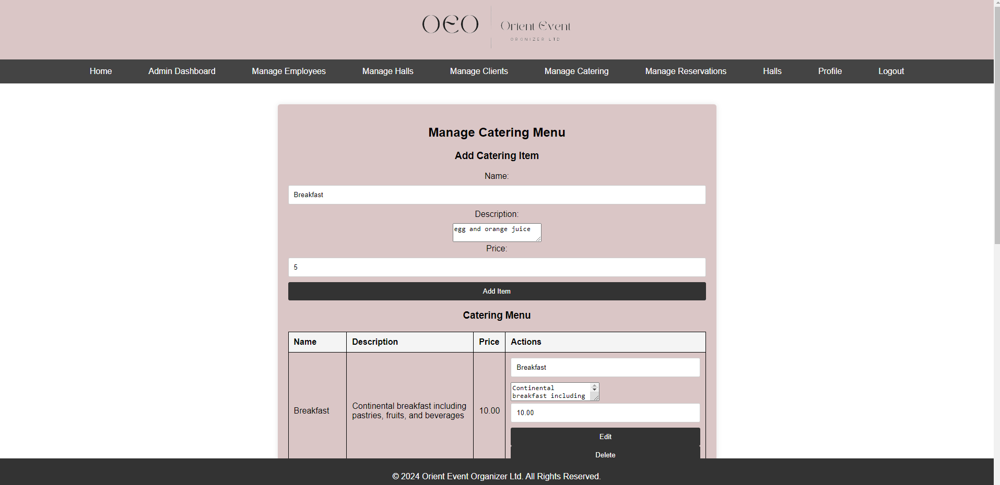 OEO
Orient Event
ORGNIZER LTD
Home Admin Dashboard Manage Employees Manage Halls Manage Clients Manage Catering Manage Reservations Halls Profile Logout
Manage Catering Menu
Add Catering Item
Name:
Breakfast
Description:
egg and orange juice
Price:
5
Add Item
Catering Menu
Name Description Price Actions
Breakfast
Continental breakfast including
pastries, fruits, and beverages
10.00
Breakfast
Continental
breakfast including
10.00
Edit
Delete
© 2024 Orient Event Organizer Ltd. All Rights Reserved.